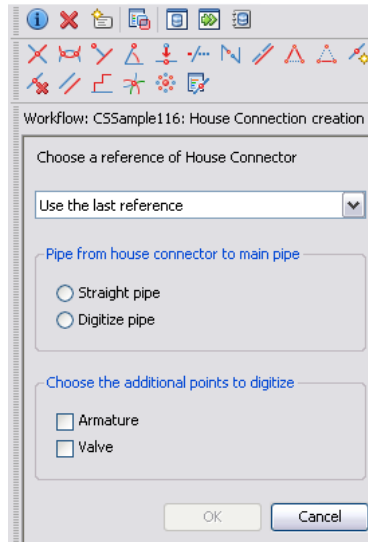 Workflow: CSSample116: House Connection creation
Choose a reference of House Connector
Use the last reference
Pipe from house connector to main pipe
Straight pipe
Digitize pipe
Choose the additional points to digitize
Armature
Valve
OK Cancel